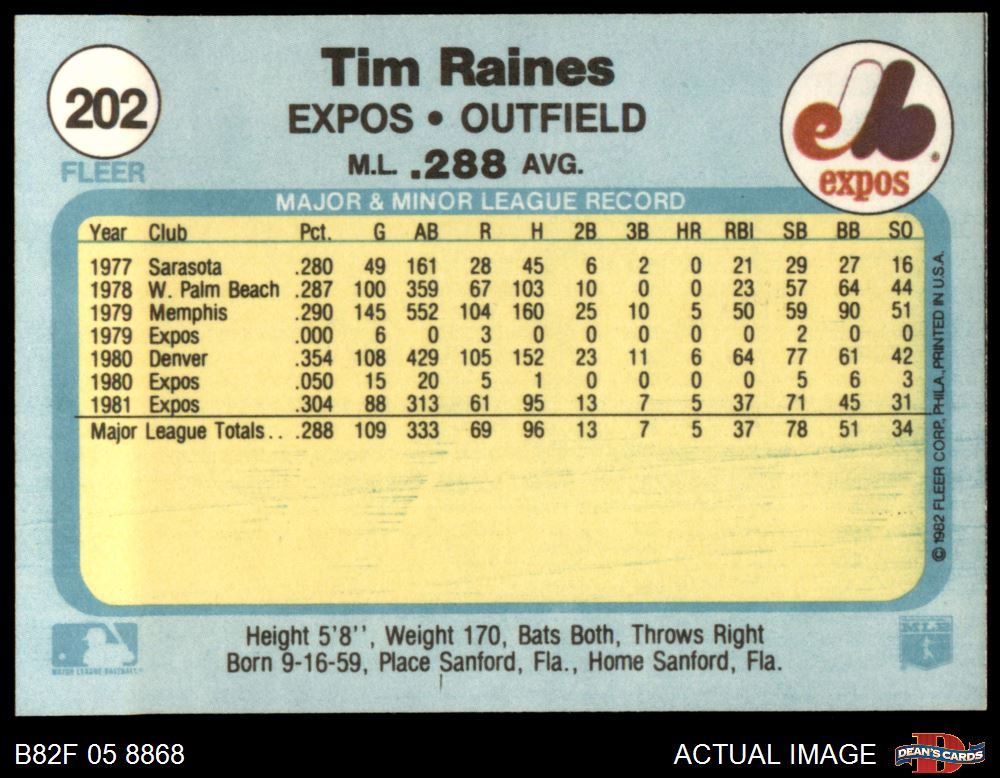 202
FLEER
Tim Raines
EXPOS • OUTFIELD
M.L. .288 AVG.
expos
MAJOR & MINOR LEAGUE RECORD
Year Club Pct. G AB R H 2B 3B HR RBI SB BB SO
1977 Sarasota .280 49 161 28 45 6 2 0 21 29 27 16
1978 W. Palm Beach .287 100 359 67 103 10 0 0 23 57 64 44
1979 Memphis .290 145 552 104 160 25 10 5 50 59 90 51
1979 Expos .000 6 0 3 0 0 0 0 0 2 0 0
1980 Denver .354 108 429 105 152 23 11 6 64 77 61 42
1980 Expos .050 15 20 5 1 0 0 0 0 5 6 3
1981 Expos .304 88 313 61 95 13 7 5 37 71 45 31
Major League Totals.. .288 109 333 69 96 13 7 5 37 78 51 34
© 1982 FLEER CORP., PHILA., PRINTED IN U.S.A.
MAJOR LEAGUE BASEBALL
Height 5'8'', Weight 170, Bats Both, Throws Right
Born 9-16-59, Place Sanford, Fla., Home Sanford, Fla.
B82F 05 8868
ACTUAL IMAGE
DEAN'S CARDS